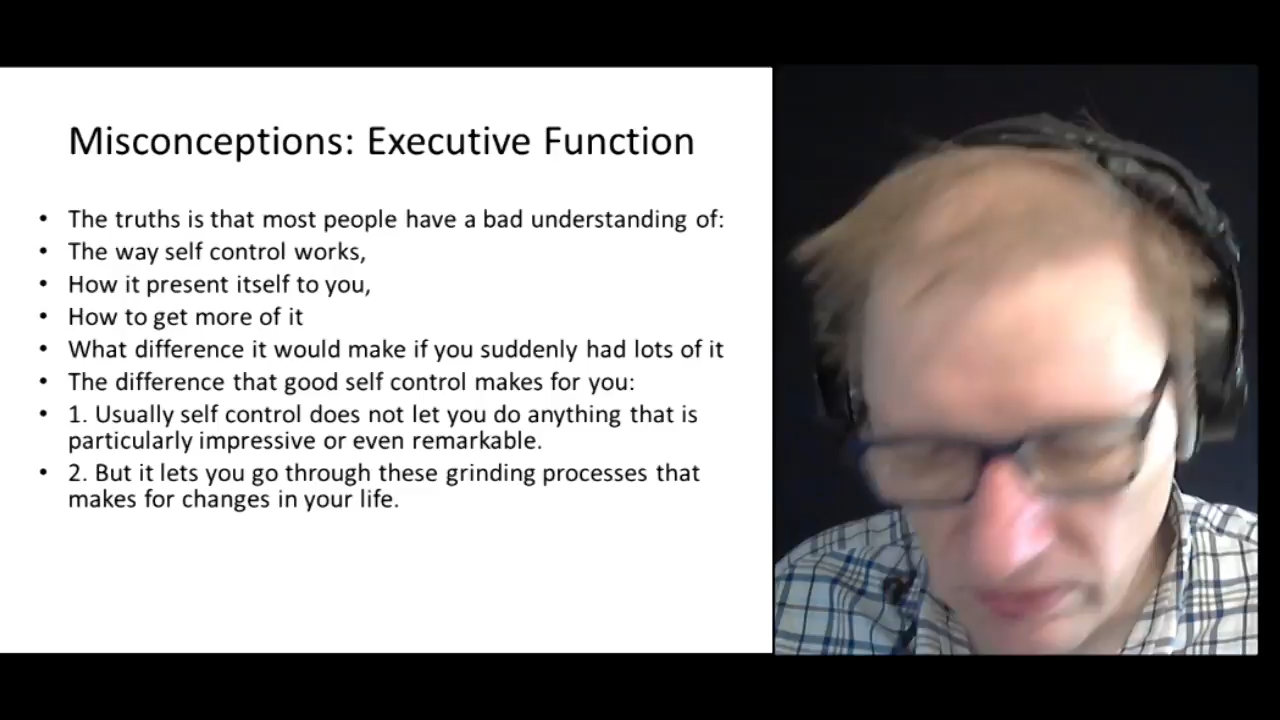 Misconceptions: Executive Function
• The truths is that most people have a bad understanding of:
• The way self control works,
• How it present itself to you,
• How to get more of it
• What difference it would make if you suddenly had lots of it
• The difference that good self control makes for you:
• 1. Usually self control does not let you do anything that is
particularly impressive or even remarkable.
• 2. But it lets you go through these grinding processes that
makes for changes in your life.